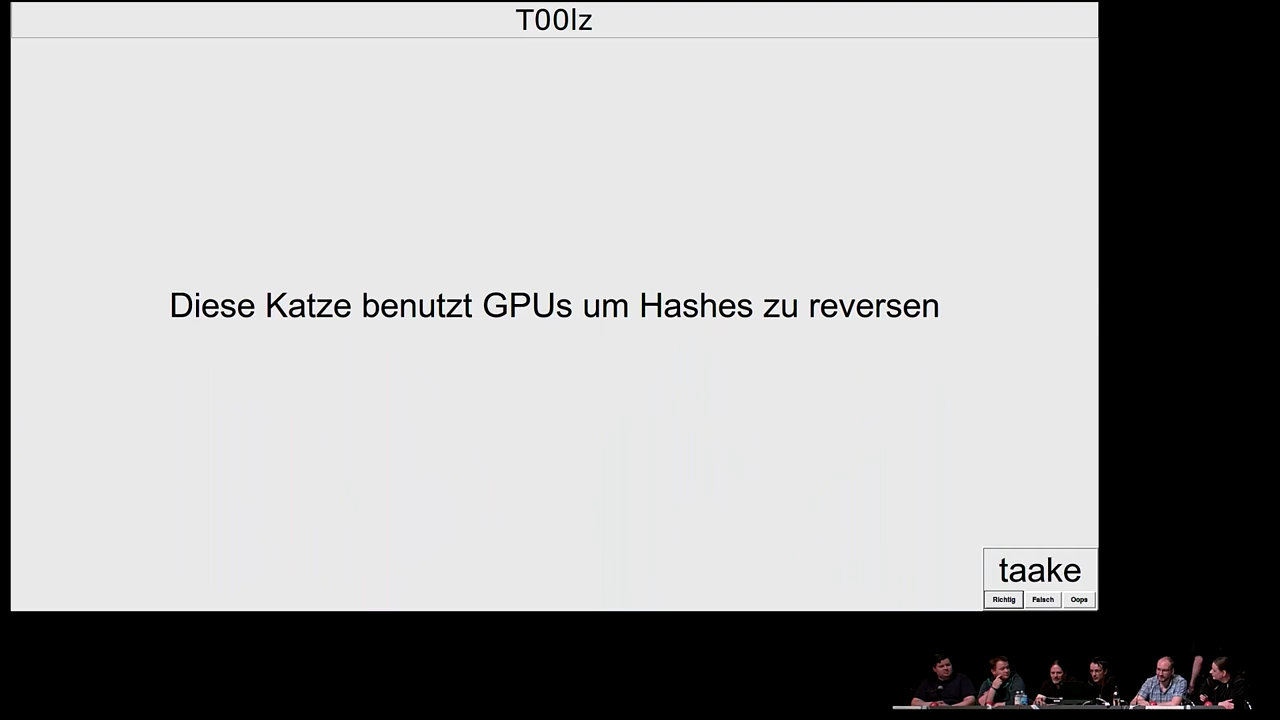 T00lz
Diese Katze benutzt GPUs um Hashes zu reversen
taake
Richtig Falsch Oops